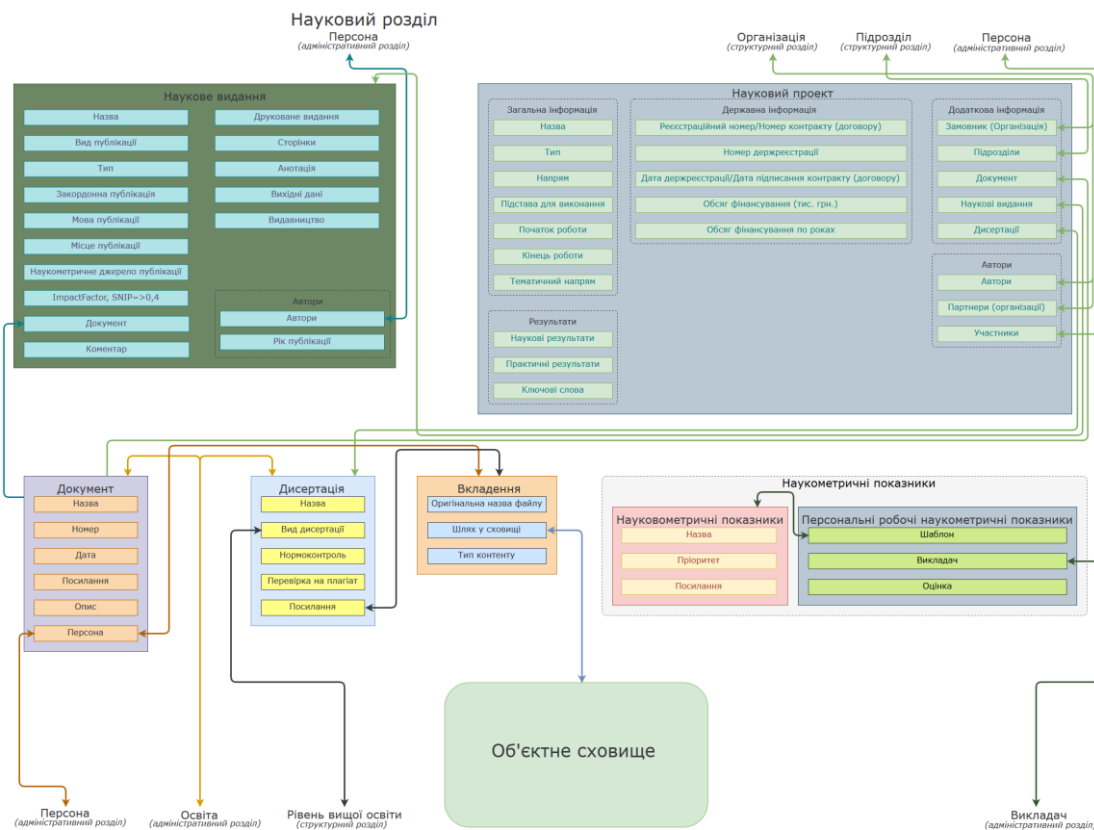 Науковий розділ
Персона
(адміністративний розділ)
Організація
(структурний розділ)
Підрозділ
(структурний розділ)
Персона
(адміністративний розділ)
Наукове видання
Назва
Вид публікації
Тип
Закордонна публікація
Мова публікації
Місце публікації
Наукометричне джерело публікації
ImpactFactor, SNIP=>0,4
Документ
Коментар
Друковане видання
Сторінки
Анотація
Вихідні дані
Видавництво
Автори
Автори
Рік публікації
Науковий проект
Загальна інформація
Назва
Тип
Напрям
Підстава для виконання
Початок роботи
Кінець роботи
Тематичний напрям
Результати
Наукові результати
Практичні результати
Ключові слова
Державна інформація
Реєстраційний номер/Номер контракту (договору)
Номер держреєстрації
Дата держреєстрації/Дата підписання контракту (договору)
Обсяг фінансування (тис. грн.)
Обсяг фінансування по роках
Додаткова інформація
Замовник (Організація)
Підрозділи
Документ
Наукові видання
Дисертації
Автори
Автори
Партнери (організації)
Участники
Документ
Назва
Номер
Дата
Посилання
Опис
Персона
Дисертація
Назва
Вид дисертації
Нормоконтроль
Перевірка на плагіат
Посилання
Вкладення
Оригінальна назва файлу
Шлях у сховищі
Тип контенту
Наукометричні показники
Науковометричні показники
Назва
Пріоритет
Посилання
Персональні робочі наукометричні показники
Шаблон
Викладач
Оцінка
Об'єктне сховище
Персона
(адміністративний розділ)
Освіта
(адміністративний розділ)
Рівень вищої освіти
(структурний розділ)
Викладач
(адміністративний розділ)